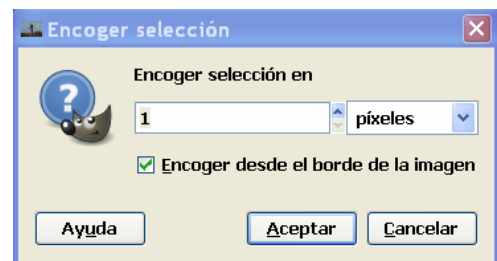 Encoger selección
Encoger selección en
1 píxeles
Encoger desde el borde de la imagen
Ayuda Aceptar Cancelar